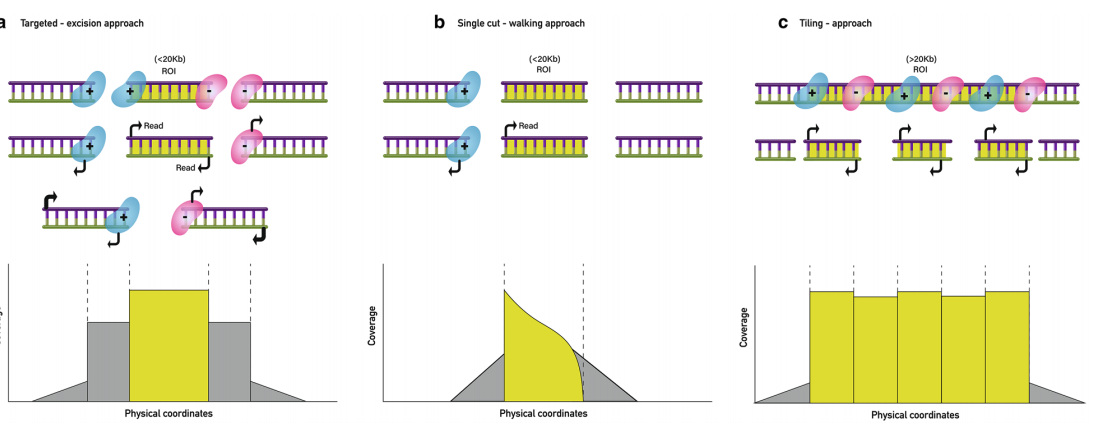 a Targeted - excision approach
(<20Kb)
ROI
+
+
-
-
+
Read
Read
-
+
-
Physical coordinates
b Single cut - walking approach
(<20Kb)
ROI
+
+
Read
Coverage
Physical coordinates
c Tiling - approach
(>20Kb)
ROI
+
-
+
-
+
-
Coverage
Physical coordinates